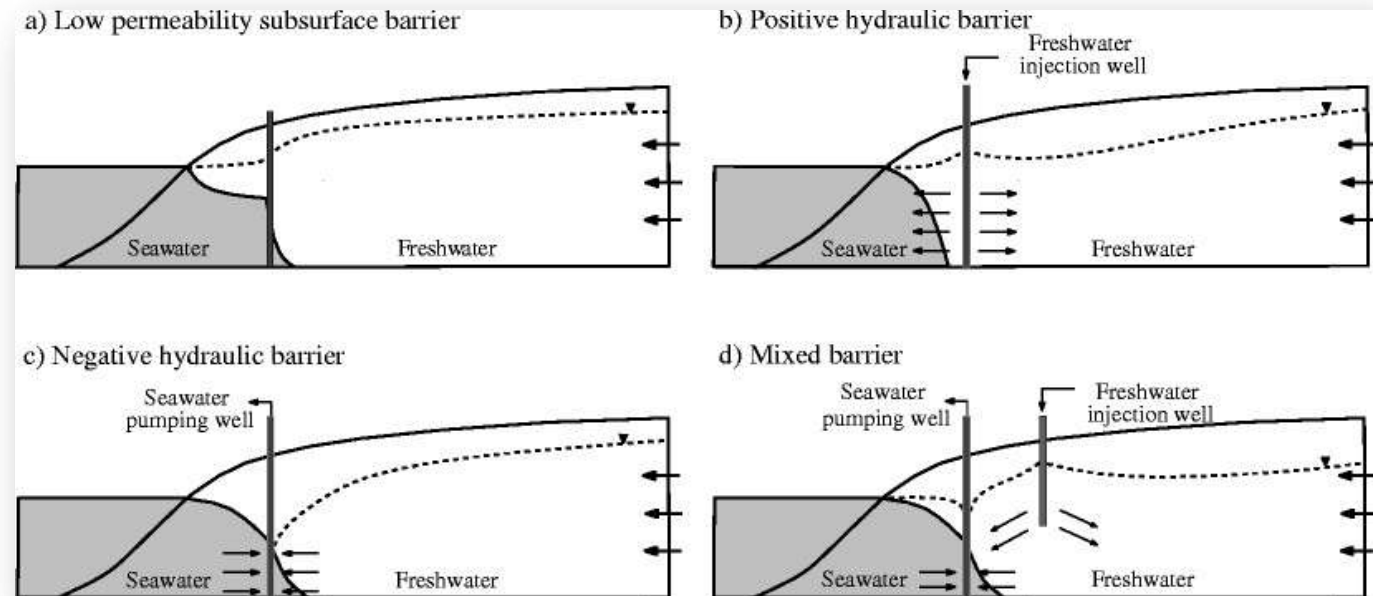 a) Low permeability subsurface barrier
b) Positive hydraulic barrier
Freshwater
injection well
Seawater
Freshwater
Seawater
Freshwater
c) Negative hydraulic barrier
d) Mixed barrier
Seawater
pumping well
Seawater
pumping well
Freshwater
injection well
Seawater
Freshwater
Seawater
Freshwater